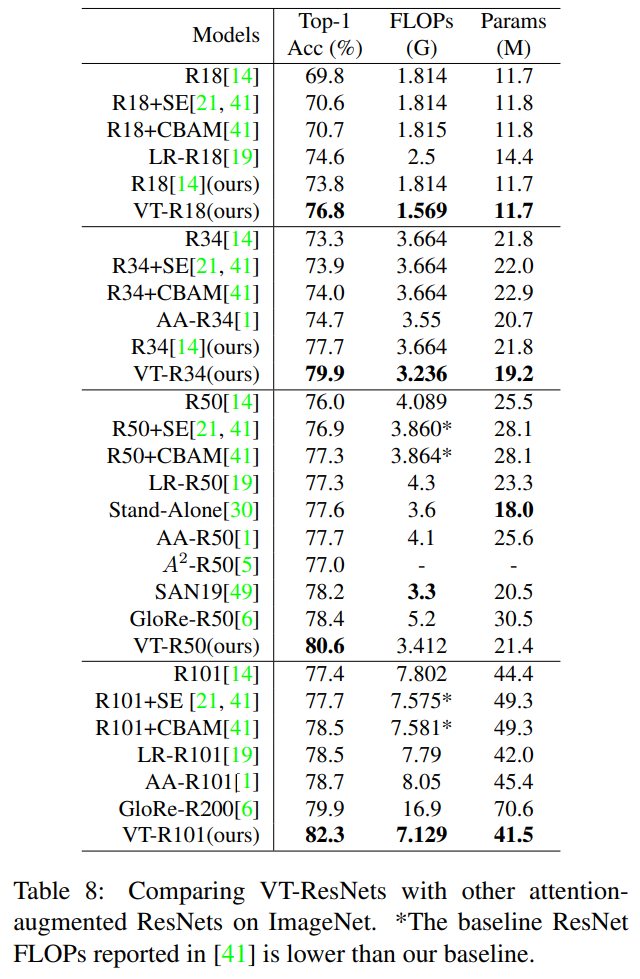 Models Top-1 Acc (%) FLOPs (G) Params (M)
R18[14] 69.8 1.814 11.7
R18+SE[21, 41] 70.6 1.814 11.8
R18+CBAM[41] 70.7 1.815 11.8
LR-R18[19] 74.6 2.5 14.4
R18[14](ours) 73.8 1.814 11.7
VT-R18(ours) 76.8 1.569 11.7
R34[14] 73.3 3.664 21.8
R34+SE[21, 41] 73.9 3.664 22.0
R34+CBAM[41] 74.0 3.664 22.9
AA-R34[1] 74.7 3.55 20.7
R34[14](ours) 77.7 3.664 21.8
VT-R34(ours) 79.9 3.236 19.2
R50[14] 76.0 4.089 25.5
R50+SE[21, 41] 76.9 3.860* 28.1
R50+CBAM[41] 77.3 3.864* 28.1
LR-R50[19] 77.3 4.3 23.3
Stand-Alone[30] 77.6 3.6 18.0
AA-R50[1] 77.7 4.1 25.6
A²-R50[5] 77.0 - -
SAN19[49] 78.2 3.3 20.5
GloRe-R50[6] 78.4 5.2 30.5
VT-R50(ours) 80.6 3.412 21.4
R101[14] 77.4 7.802 44.4
R101+SE [21, 41] 77.7 7.575* 49.3
R101+CBAM[41] 78.5 7.581* 49.3
LR-R101[19] 78.5 7.79 42.0
AA-R101[1] 78.7 8.05 45.4
GloRe-R200[6] 79.9 16.9 70.6
VT-R101(ours) 82.3 7.129 41.5
Table 8: Comparing VT-ResNets with other attention-
augmented ResNets on ImageNet. *The baseline ResNet
FLOPs reported in [41] is lower than our baseline.